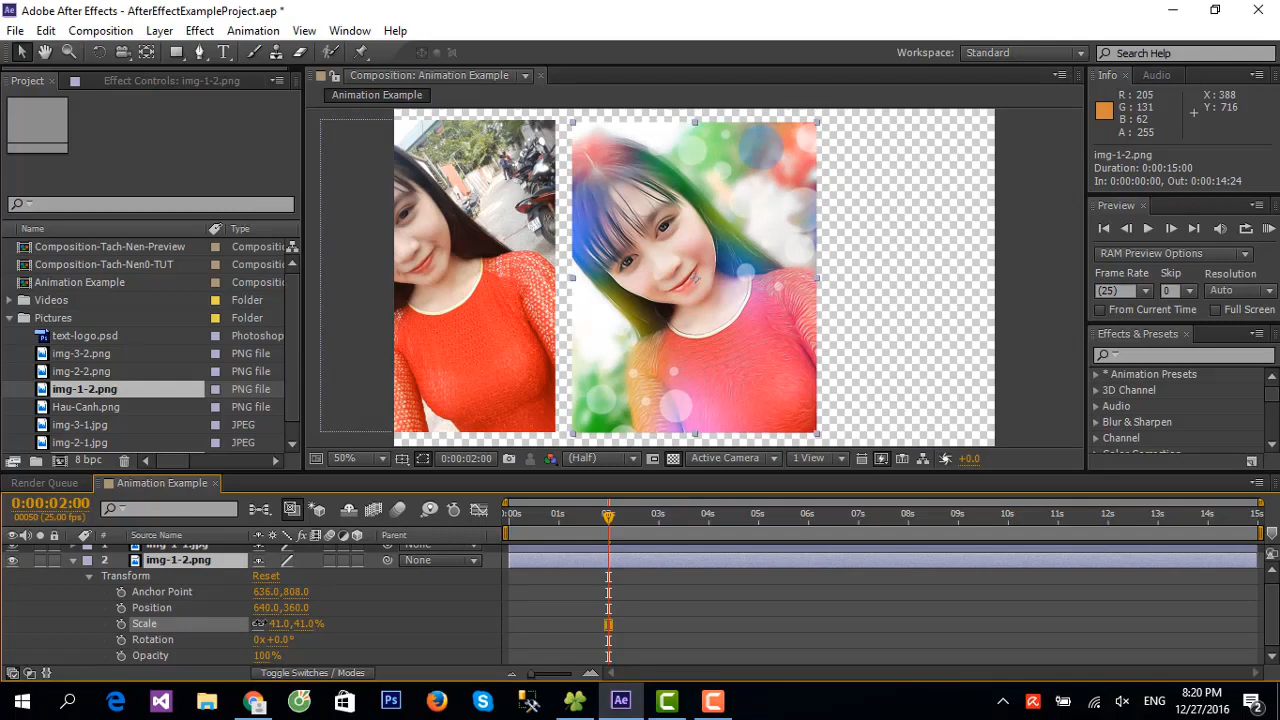 Adobe After Effects - AfterEffectExampleProject.aep *
File Edit Composition Layer Effect Animation View Window Help
Workspace: Standard Search Help
Project Effect Controls: img-1-2.png
Composition: Animation Example
Animation Example
Info Audio
R: 205 X: 388
G: 131 Y: 716
B: 62
A: 255
img-1-2.png
Duration: 0:00:15:00
In: 0:00:00:00, Out: 0:00:14:24
Preview
RAM Preview Options
Frame Rate Skip Resolution
(25) 0 Auto
From Current Time Full Screen
Effects & Presets
* Animation Presets
3D Channel
Audio
Blur & Sharpen
Channel
Name Type
Composition-Tach-Nen-Preview Compositi
Composition-Tach-Nen0-TUT Compositi
Animation Example Compositi
Videos Folder
Pictures Folder
text-logo.psd Photoshop
img-3-2.png PNG file
img-2-2.png PNG file
img-1-2.png PNG file
Hau-Canh.png PNG file
img-3-1.jpg JPEG
img-2-1.jpg JPEG
8 bpc
50% 0:00:02:00 (Half) Active Camera 1 View +0.0
Render Queue Animation Example
0:00:02:00
00050 (25.00 fps)
:00s 01s 03s 04s 05s 06s 07s 08s 09s 10s 11s 12s 13s 14s 15s
# Source Name Parent
1 img-1-1.jpg None
2 img-1-2.png None
Transform Reset
Anchor Point 636.0,808.0
Position 640.0,360.0
Scale 41.0,41.0%
Rotation 0x+0.0°
Opacity 100%
Toggle Switches / Modes
ENG
8:20 PM
12/27/2016
2